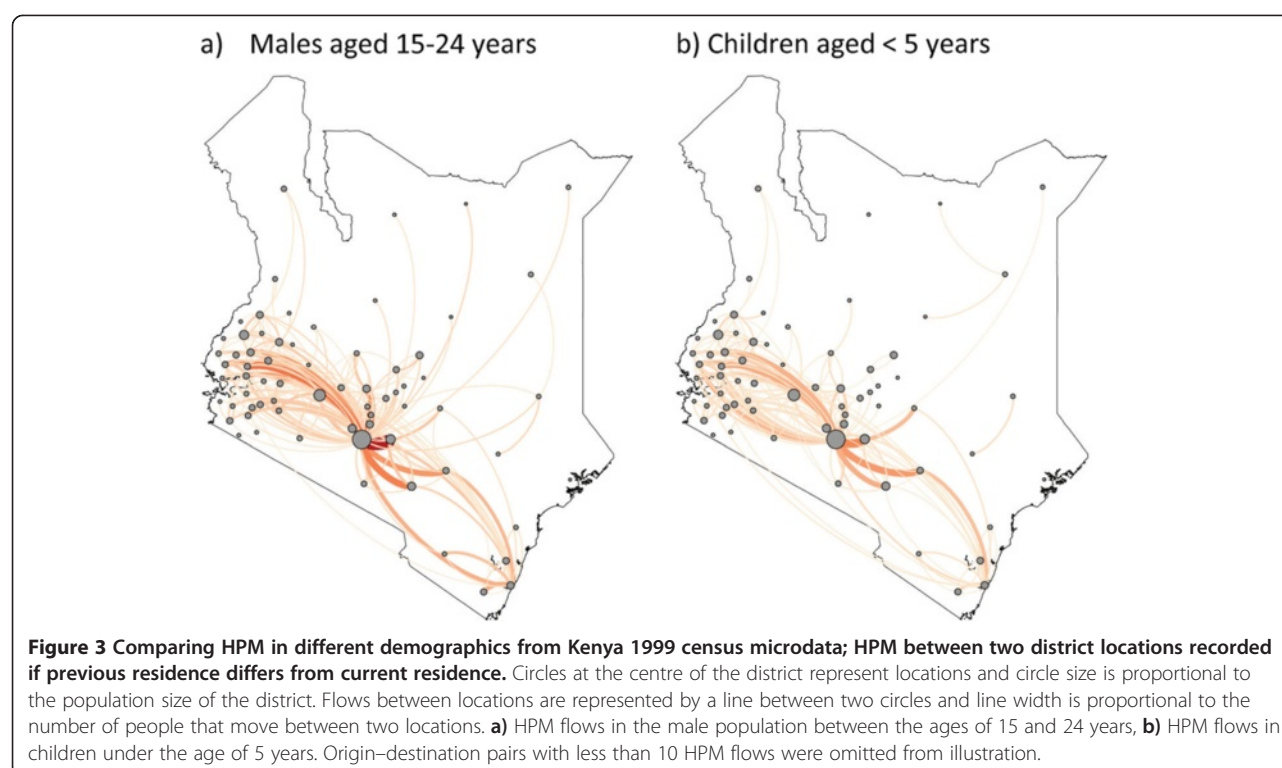 a) Males aged 15-24 years
b) Children aged < 5 years
Figure 3 Comparing HPM in different demographics from Kenya 1999 census microdata; HPM between two district locations recorded
if previous residence differs from current residence. Circles at the centre of the district represent locations and circle size is proportional to
the population size of the district. Flows between locations are represented by a line between two circles and line width is proportional to the
number of people that move between two locations. a) HPM flows in the male population between the ages of 15 and 24 years, b) HPM flows in
children under the age of 5 years. Origin–destination pairs with less than 10 HPM flows were omitted from illustration.